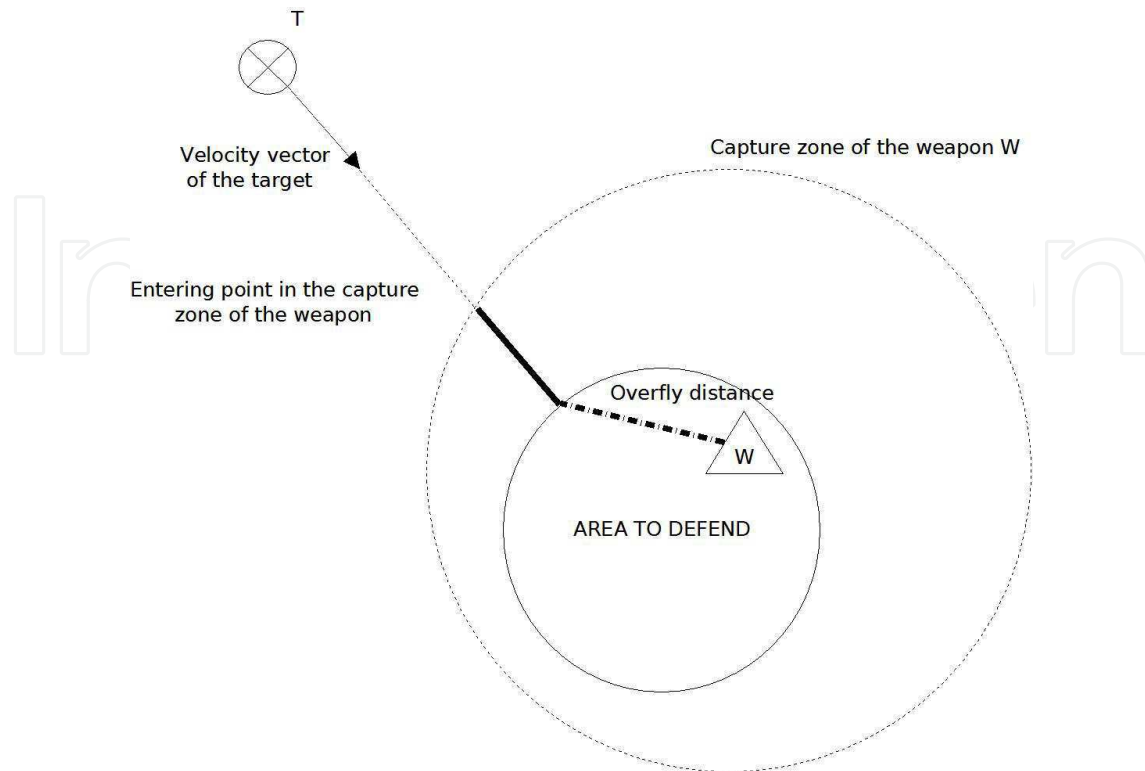 T
Velocity vector
of the target
Capture zone of the weapon W
Entering point in the capture
zone of the weapon
Overfly distance
W
AREA TO DEFEND